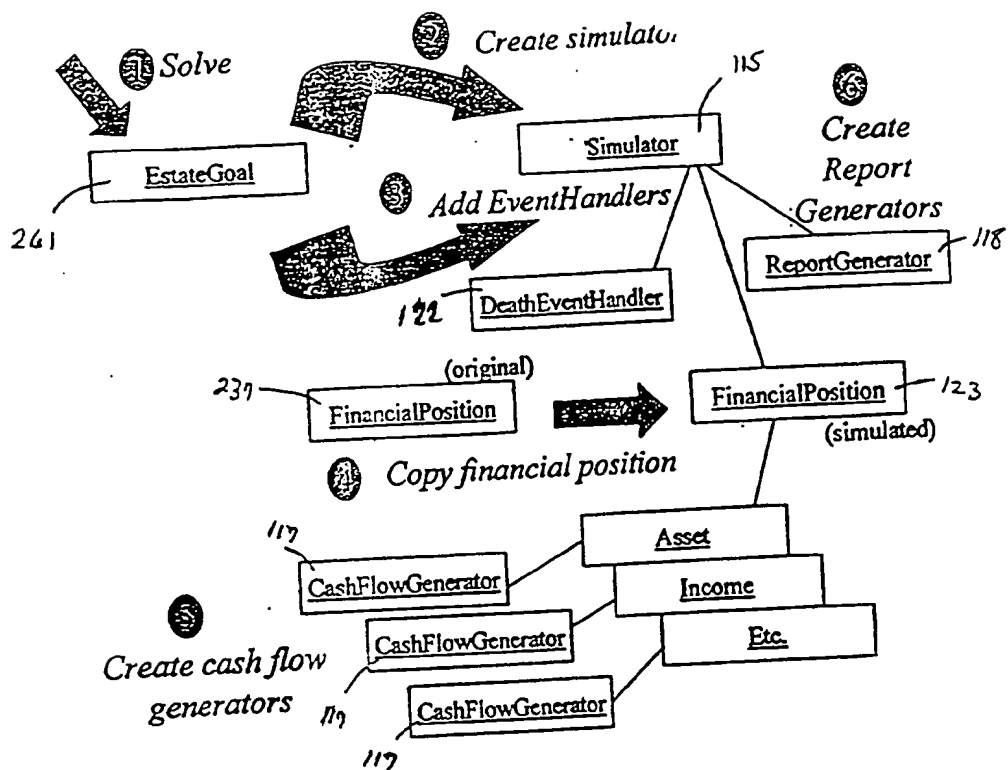 1 Solve
2 Create simulator
115
6
Create
Report
Generators
EstateGoal
Simulator
3 Add EventHandlers
261
ReportGenerator
118
122
DeathEventHandler
(original)
237
FinancialPosition
FinancialPosition
123
(simulated)
4 Copy financial position
117
Asset
CashFlowGenerator
Income
5
CashFlowGenerator
Etc.
Create cash flow
generators
CashFlowGenerator
117